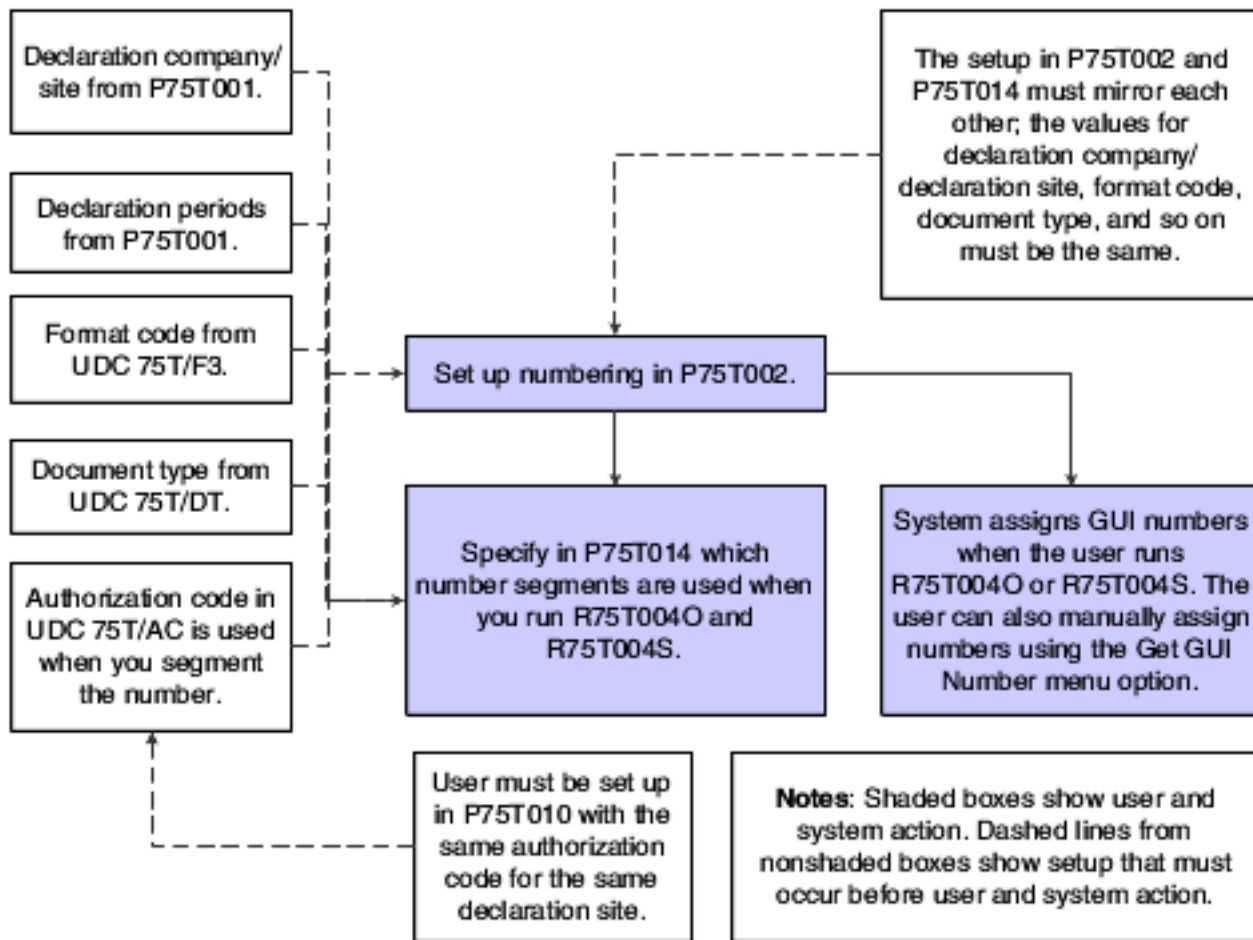 Declaration company/
site from P75T001.
Declaration periods
from P75T001.
Format code from
UDC 75T/F3.
Document type from
UDC 75T/DT.
Authorization code in
UDC 75T/AC is used
when you segment
the number.
The setup in P75T002 and
P75T014 must mirror each
other; the values for
declaration company/
declaration site, format code,
document type, and so on
must be the same.
Set up numbering in P75T002.
Specify in P75T014 which
number segments are used when
you run R75T004O and
R75T004S.
System assigns GUI numbers
when the user runs
R75T004O or R75T004S. The
user can also manually assign
numbers using the Get GUI
Number menu option.
User must be set up
in P75T010 with the
same authorization
code for the same
declaration site.
Notes: Shaded boxes show user and
system action. Dashed lines from
nonshaded boxes show setup that must
occur before user and system action.